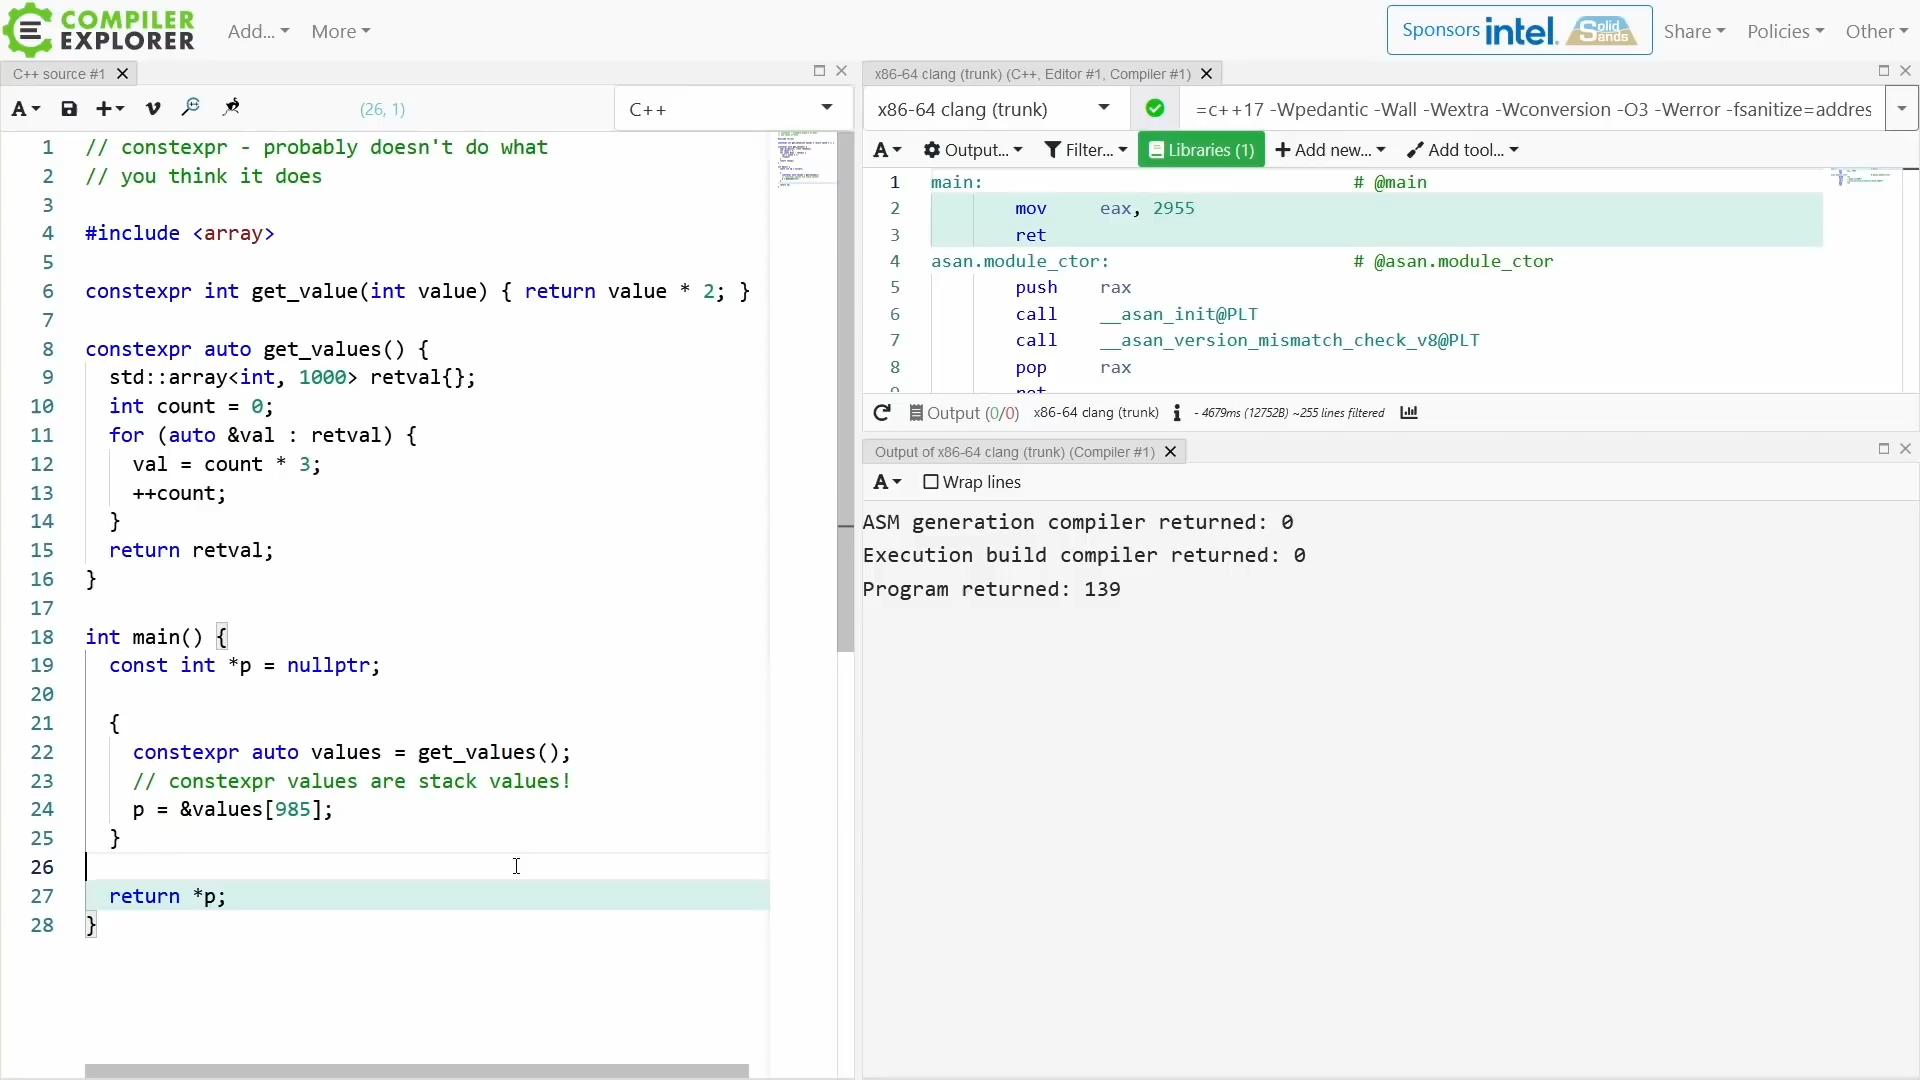 COMPILER
EXPLORER
Add...
More
Sponsors intel. Solid Sands
Share
Policies
Other
C++ source #1
A
(26, 1)
C++
1 // constexpr - probably doesn't do what
2 // you think it does
3
4 #include <array>
5
6 constexpr int get_value(int value) { return value * 2; }
7
8 constexpr auto get_values() {
9 std::array<int, 1000> retval{};
10 int count = 0;
11 for (auto &val : retval) {
12 val = count * 3;
13 ++count;
14 }
15 return retval;
16 }
17
18 int main() {
19 const int *p = nullptr;
20
21 {
22 constexpr auto values = get_values();
23 // constexpr values are stack values!
24 p = &values[985];
25 }
26
27 return *p;
28 }
x86-64 clang (trunk) (C++, Editor #1, Compiler #1)
x86-64 clang (trunk)
=c++17 -Wpedantic -Wall -Wextra -Wconversion -O3 -Werror -fsanitize=addres
A
Output...
Filter...
Libraries (1)
+ Add new...
Add tool...
1 main: # @main
2 mov eax, 2955
3 ret
4 asan.module_ctor: # @asan.module_ctor
5 push rax
6 call __asan_init@PLT
7 call __asan_version_mismatch_check_v8@PLT
8 pop rax
9 ret
Output (0/0) x86-64 clang (trunk) i - 4679ms (12752B) ~255 lines filtered
Output of x86-64 clang (trunk) (Compiler #1)
A
Wrap lines
ASM generation compiler returned: 0
Execution build compiler returned: 0
Program returned: 139